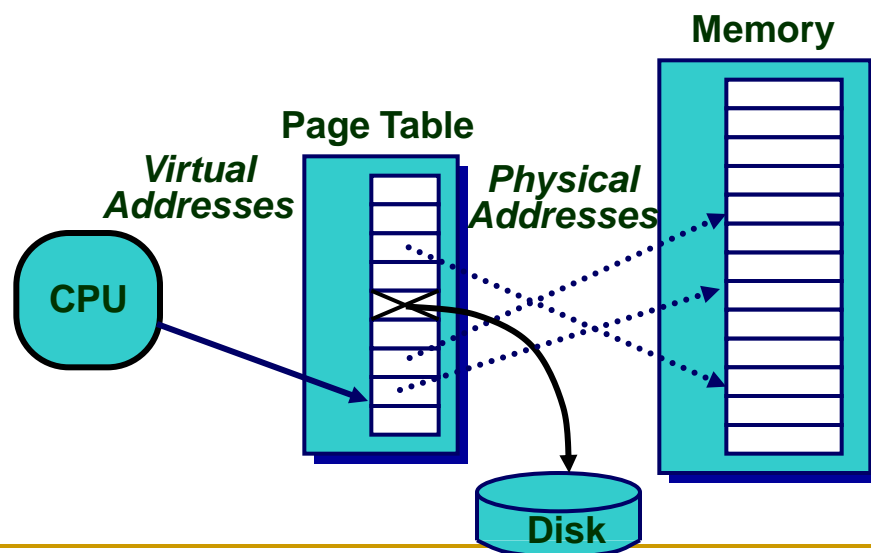 Memory
Page Table
Virtual
Addresses
Physical
Addresses
CPU
Disk